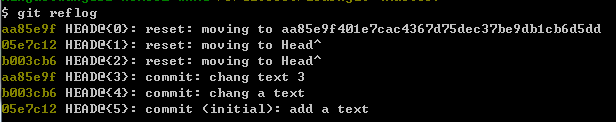 $ git reflog
aa85e9f HEAD@{0}: reset: moving to aa85e9f401e7cac4367d75dec37be9db1cb6d5dd
05e7c12 HEAD@{1}: reset: moving to Head^
b003cb6 HEAD@{2}: reset: moving to Head^
aa85e9f HEAD@{3}: commit: chang text 3
b003cb6 HEAD@{4}: commit: chang a text
05e7c12 HEAD@{5}: commit (initial): add a text